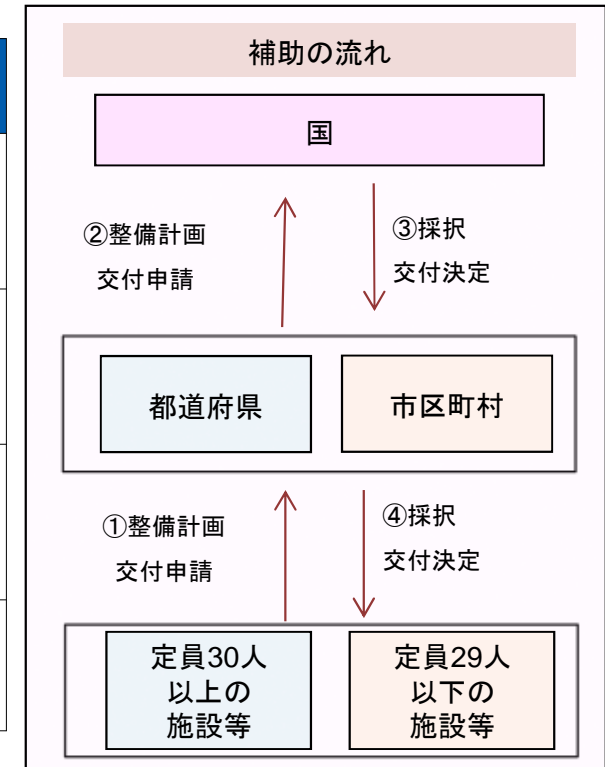 補助の流れ
国
②整備計画
交付申請
③採択
交付決定
都道府県
市区町村
①整備計画
交付申請
④採択
交付決定
定員30人
以上の
施設等
定員29人
以下の
施設等